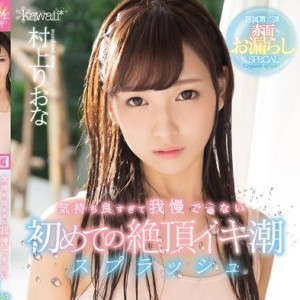 kawaii
村上りおな
専属第二弾
赤面
お漏らし
SPECIAL
気持ち良すぎて我慢できない
初めての絶頂イキ潮
スプラッシュ